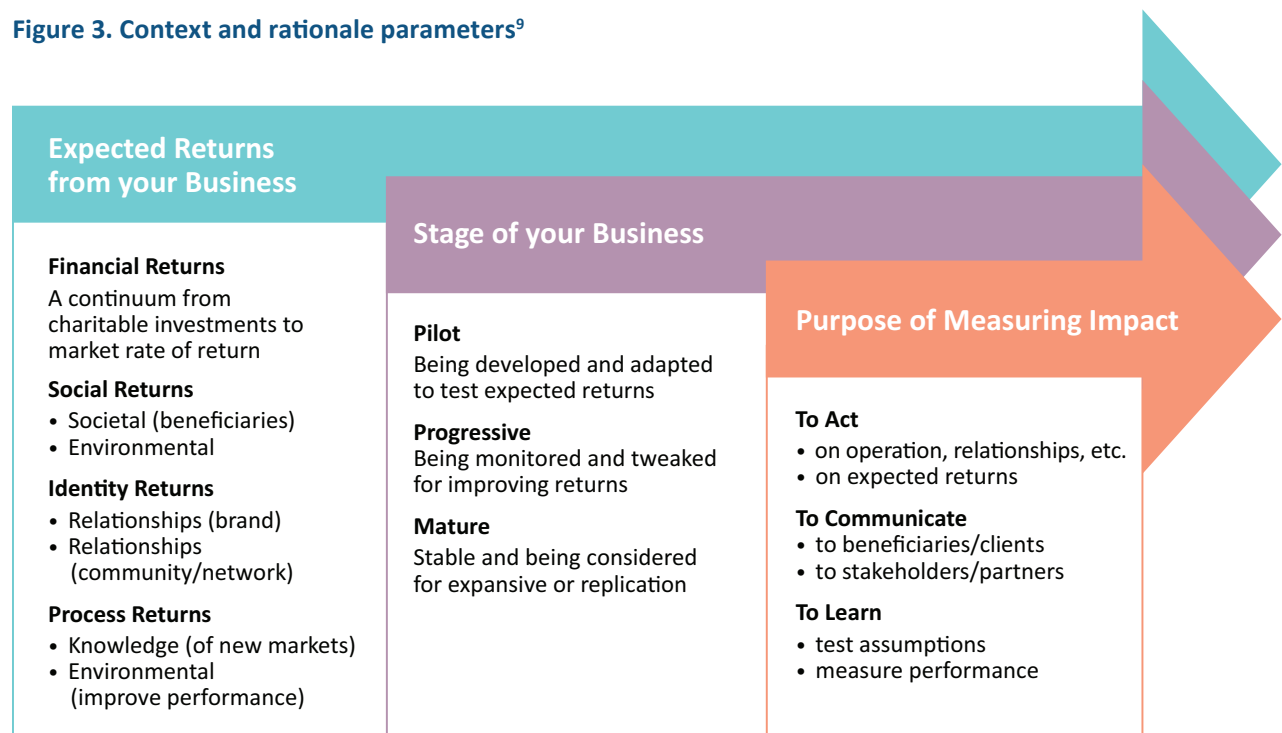 Figure 3. Context and rationale parameters⁹
Expected Returns
from your Business
Financial Returns
A continuum from
charitable investments to
market rate of return
Social Returns
• Societal (beneficiaries)
• Environmental
Identity Returns
• Relationships (brand)
• Relationships
(community/network)
Process Returns
• Knowledge (of new markets)
• Environmental
(improve performance)
Stage of your Business
Pilot
Being developed and adapted
to test expected returns
Progressive
Being monitored and tweaked
for improving returns
Mature
Stable and being considered
for expansive or replication
Purpose of Measuring Impact
To Act
• on operation, relationships, etc.
• on expected returns
To Communicate
• to beneficiaries/clients
• to stakeholders/partners
To Learn
• test assumptions
• measure performance